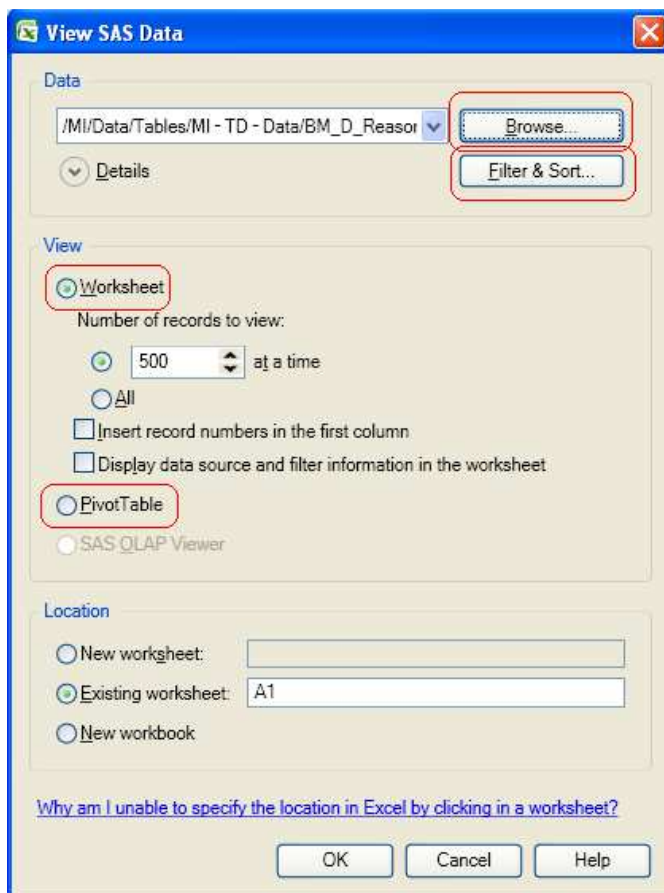 View SAS Data
Data
/MI/Data/Tables/MI - TD - Data/BM_D_Reasor
Browse...
Details
Filter & Sort...
View
Worksheet
Number of records to view:
500 at a time
All
Insert record numbers in the first column
Display data source and filter information in the worksheet
PivotTable
SAS OLAP Viewer
Location
New worksheet:
Existing worksheet: A1
New workbook
Why am I unable to specify the location in Excel by clicking in a worksheet?
OK Cancel Help